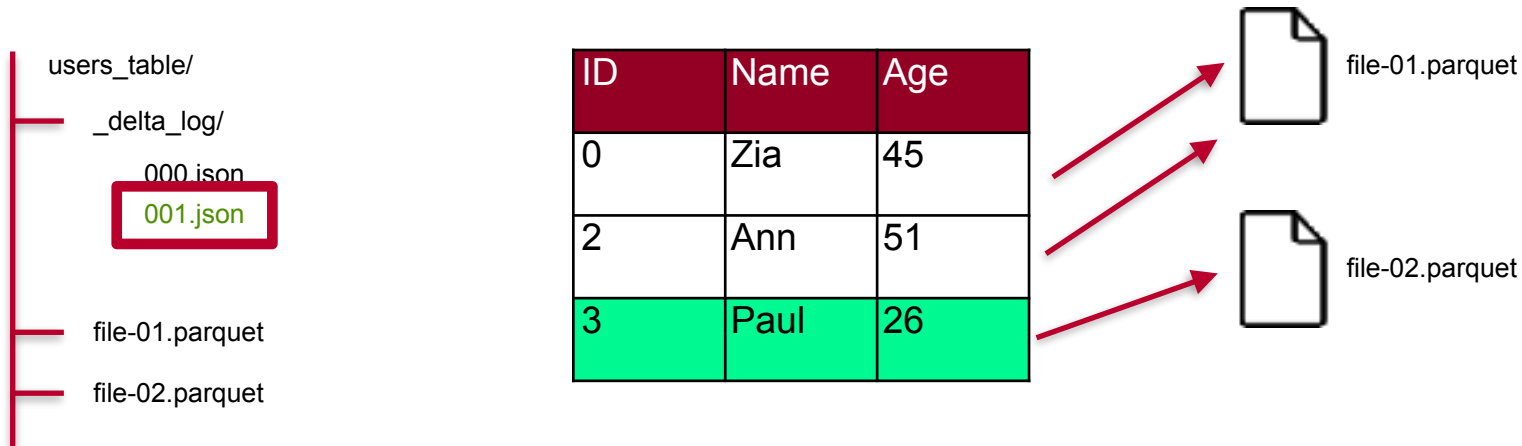 users_table/
_delta_log/
000.json
001.json
file-01.parquet
file-02.parquet
ID Name Age
0 Zia 45
2 Ann 51
3 Paul 26
file-01.parquet
file-02.parquet